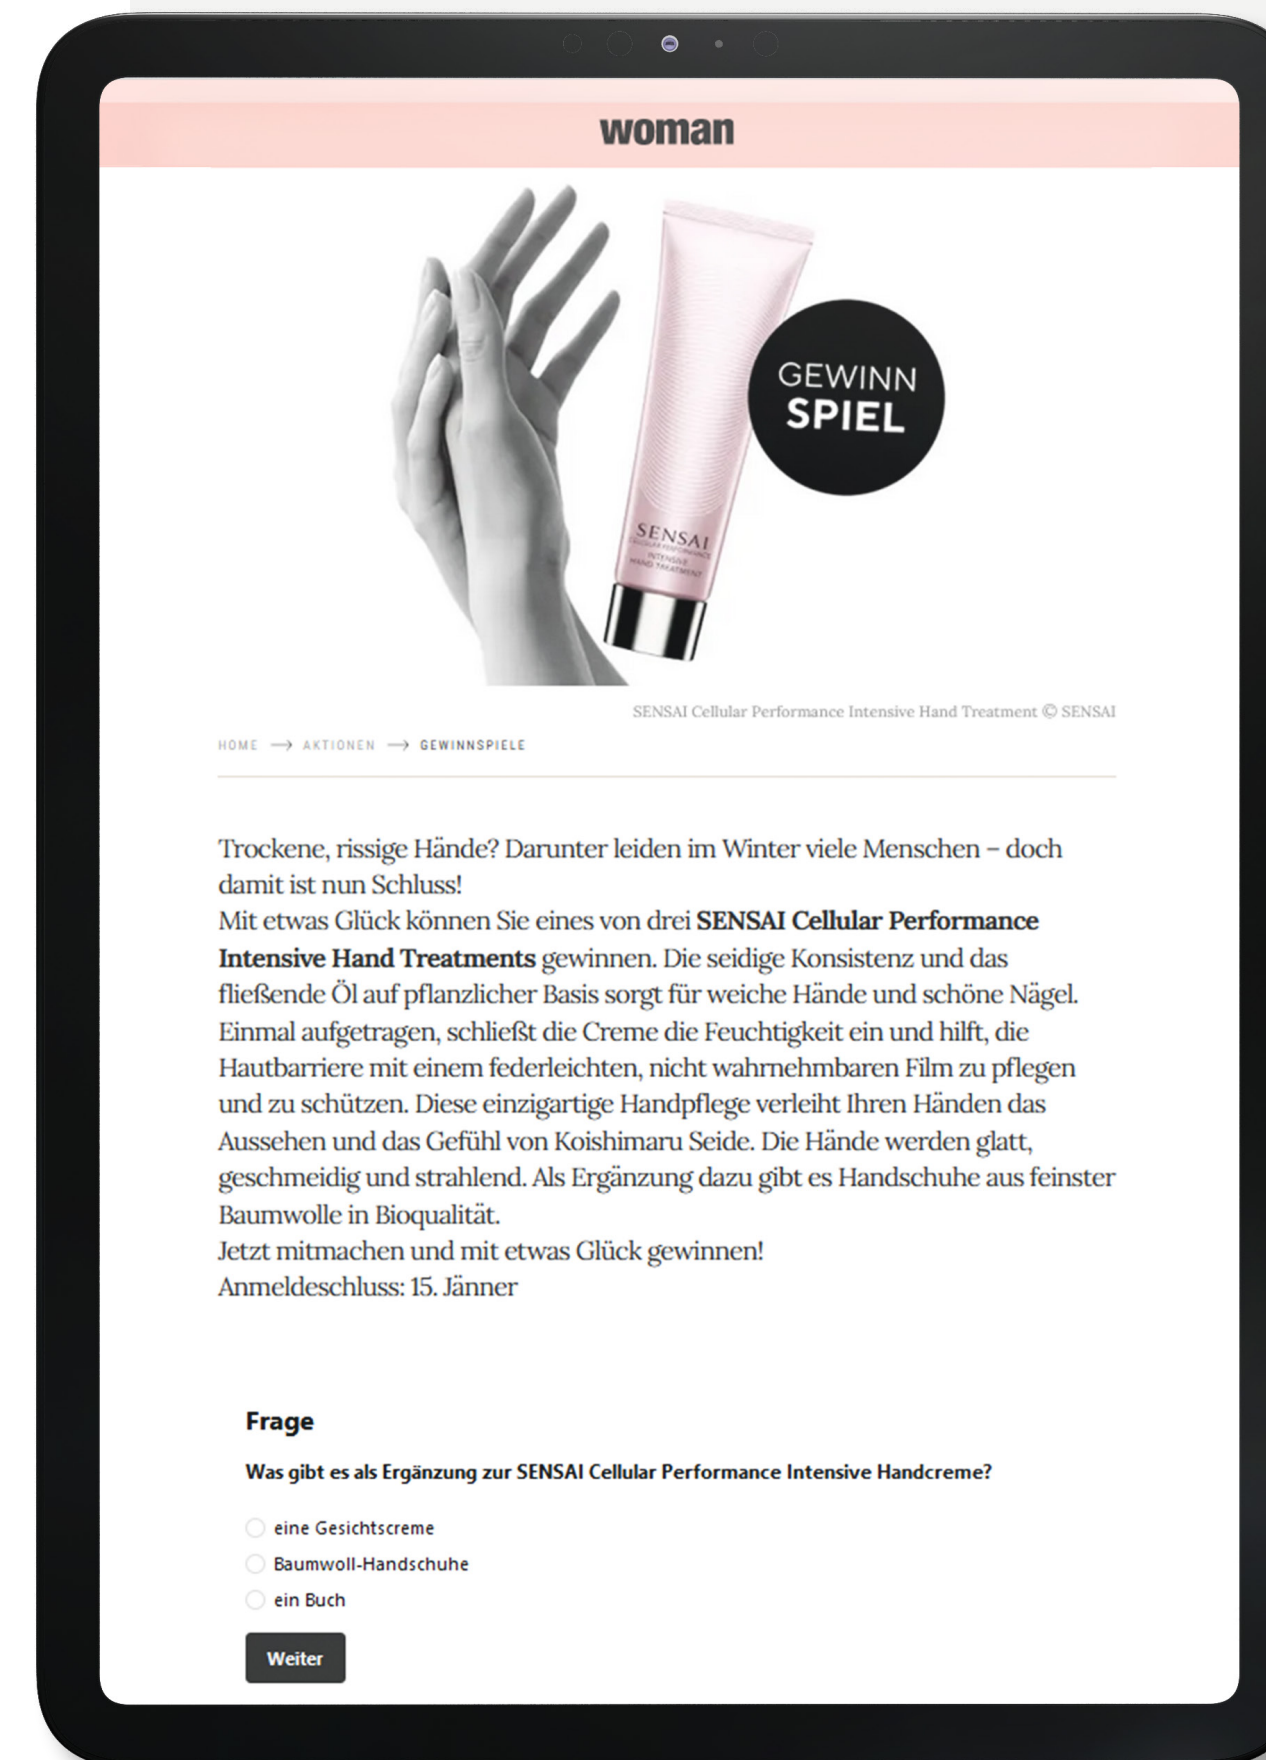 woman
GEWINN
SPIEL
SENSAI
CELLULAR PERFORMANCE
INTENSIVE
HAND TREATMENT
SENSAI Cellular Performance Intensive Hand Treatment © SENSAI
HOME → AKTIONEN → GEWINNSPIELE
Trockene, rissige Hände? Darunter leiden im Winter viele Menschen – doch
damit ist nun Schluss!
Mit etwas Glück können Sie eines von drei SENSAI Cellular Performance
Intensive Hand Treatments gewinnen. Die seidige Konsistenz und das
fließende Öl auf pflanzlicher Basis sorgt für weiche Hände und schöne Nägel.
Einmal aufgetragen, schließt die Creme die Feuchtigkeit ein und hilft, die
Hautbarriere mit einem federleichten, nicht wahrnehmbaren Film zu pflegen
und zu schützen. Diese einzigartige Handpflege verleiht Ihren Händen das
Aussehen und das Gefühl von Koishimaru Seide. Die Hände werden glatt,
geschmeidig und strahlend. Als Ergänzung dazu gibt es Handschuhe aus feinster
Baumwolle in Bioqualität.
Jetzt mitmachen und mit etwas Glück gewinnen!
Anmeldeschluss: 15. Jänner
Frage
Was gibt es als Ergänzung zur SENSAI Cellular Performance Intensive Handcreme?
eine Gesichtscreme
Baumwoll-Handschuhe
ein Buch
Weiter